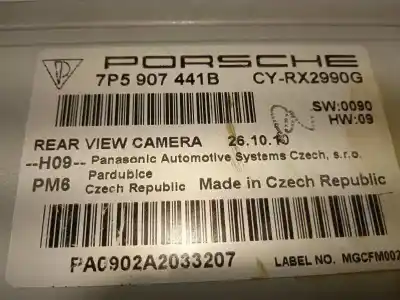 PORSCHE
7P5 907 441B CY-RX2990G
SW:0090
HW:09
REAR VIEW CAMERA 26.10.10
--H09-- Panasonic Automotive Systems Czech, s.r.o.
Pardubice
PM6 Czech Republic Made in Czech Republic
PA0902A2033207
LABEL NO. MGCFM002